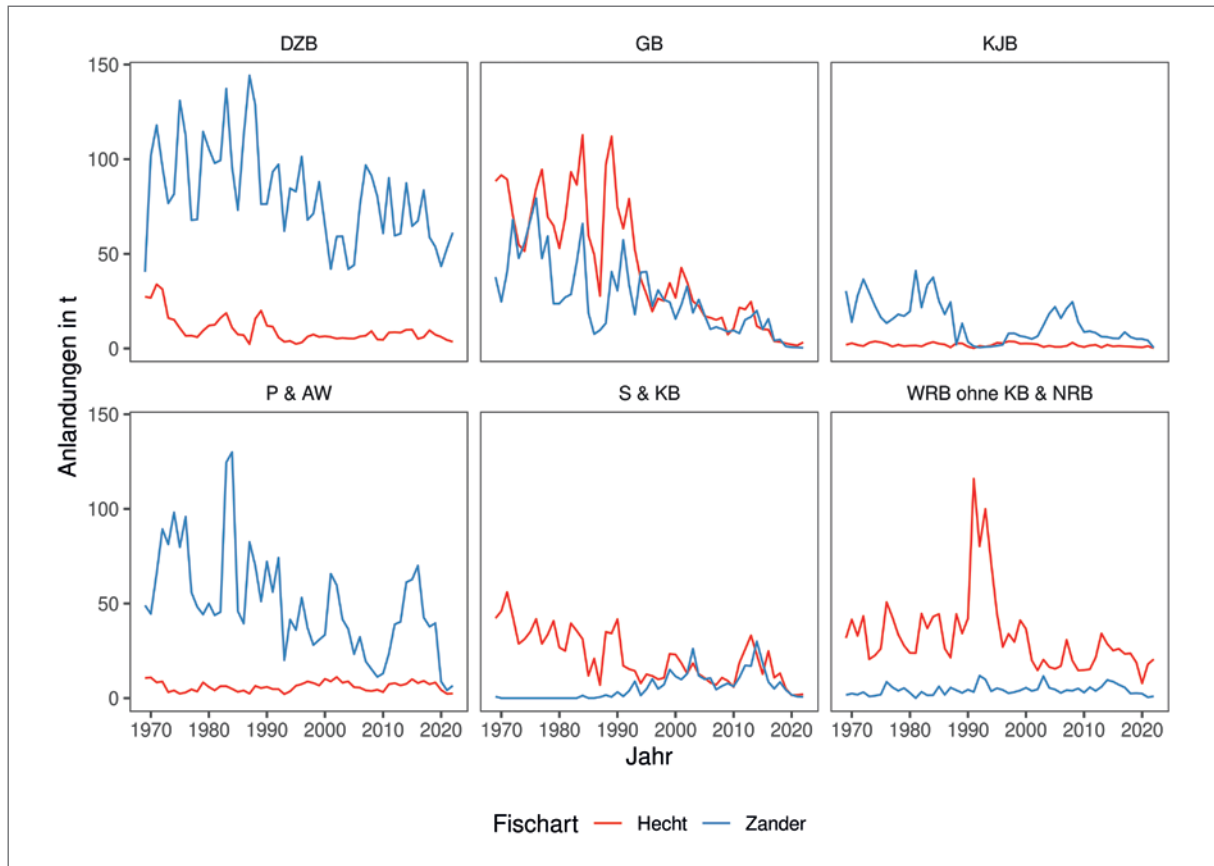 DZB GB KJB
150
100
50
0
P & AW S & KB WRB ohne KB & NRB
150
100
50
0
1970 1980 1990 2000 2010 2020 1970 1980 1990 2000 2010 2020 1970 1980 1990 2000 2010 2020
Anlandungen in t
Jahr
Fischart Hecht Zander